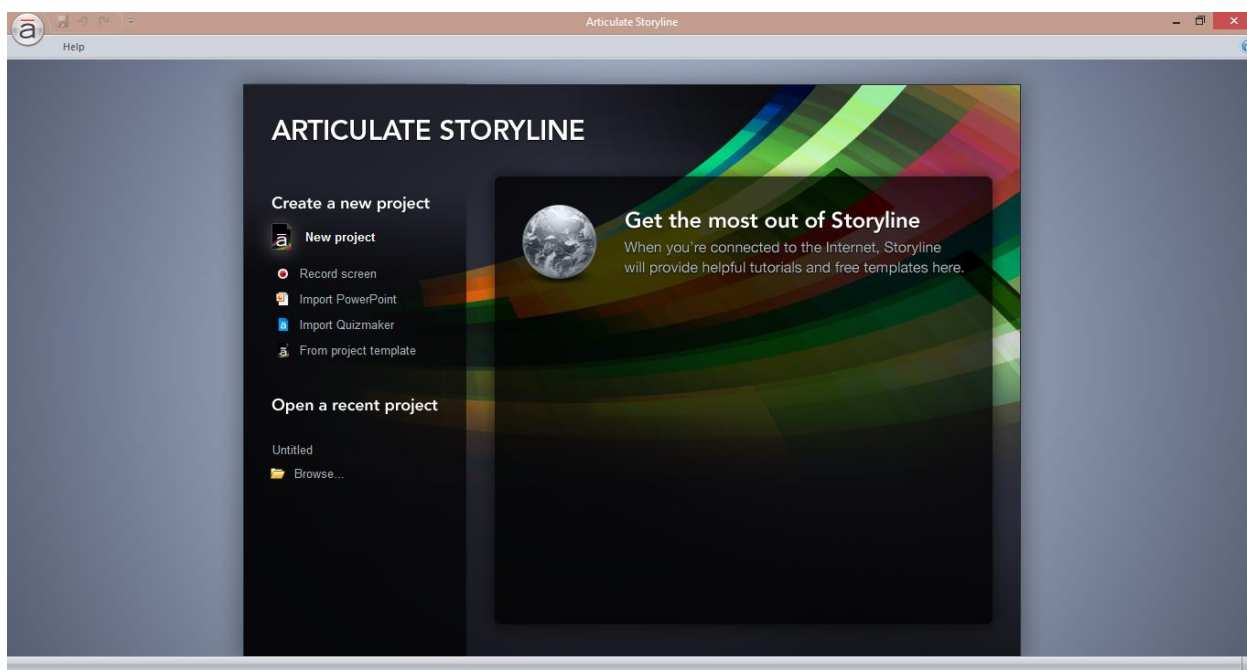 Articulate Storyline
Help
ARTICULATE STORYLINE
Create a new project
New project
Record screen
Import PowerPoint
Import Quizmaker
From project template
Open a recent project
Untitled
Browse...
Get the most out of Storyline
When you're connected to the Internet, Storyline
will provide helpful tutorials and free templates here.